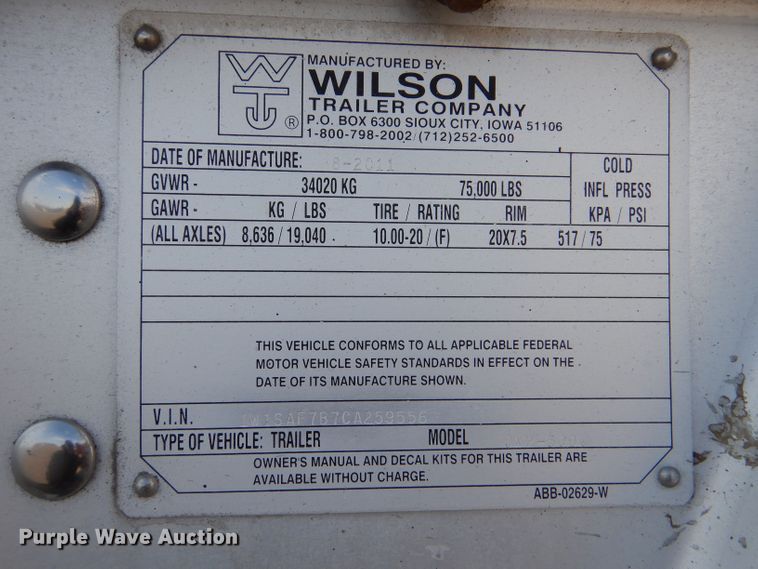 WT
®
MANUFACTURED BY:
WILSON
TRAILER COMPANY
P.O. BOX 6300 SIOUX CITY, IOWA 51106
1-800-798-2002/(712)252-6500
DATE OF MANUFACTURE: 8-2011
GVWR - 34020 KG 75,000 LBS
COLD
INFL PRESS
KPA / PSI
GAWR - KG / LBS TIRE / RATING RIM
(ALL AXLES) 8,636 / 19,040 10.00-20 / (F) 20X7.5 517 / 75
THIS VEHICLE CONFORMS TO ALL APPLICABLE FEDERAL
MOTOR VEHICLE SAFETY STANDARDS IN EFFECT ON THE
DATE OF ITS MANUFACTURE SHOWN.
V.I.N.
TYPE OF VEHICLE: TRAILER MODEL
OWNER'S MANUAL AND DECAL KITS FOR THIS TRAILER ARE
AVAILABLE WITHOUT CHARGE.
ABB-02629-W
Purple Wave Auction